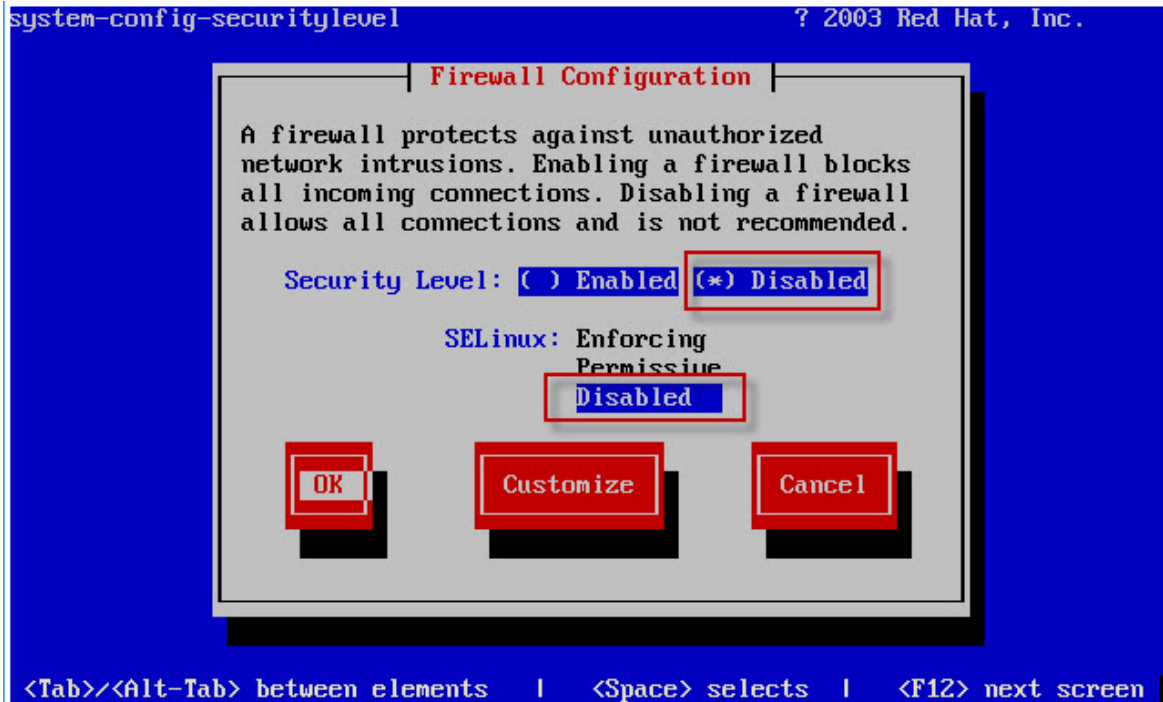 system-config-securitylevel ? 2003 Red Hat, Inc.
Firewall Configuration
A firewall protects against unauthorized
network intrusions. Enabling a firewall blocks
all incoming connections. Disabling a firewall
allows all connections and is not recommended.
Security Level: ( ) Enabled (*) Disabled
SELinux: Enforcing
Permissive
Disabled
OK Customize Cancel
<Tab>/<Alt-Tab> between elements | <Space> selects | <F12> next screen